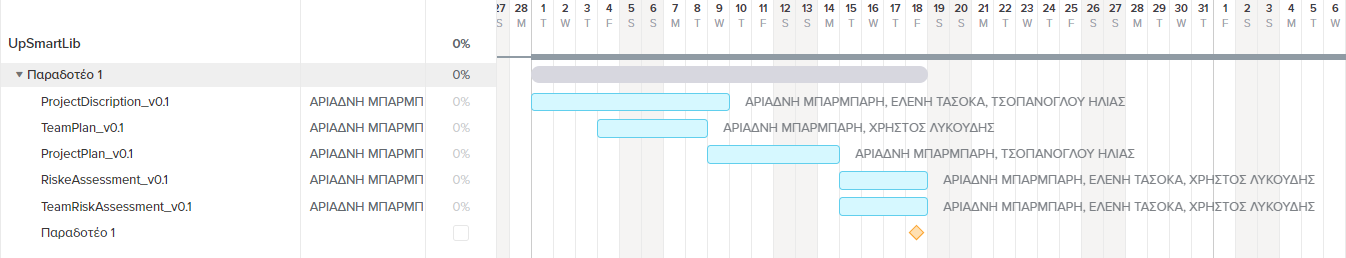 27 28 1 2 3 4 5 6 7 8 9 10 11 12 13 14 15 16 17 18 19 20 21 22 23 24 25 26 27 28 29 30 31 1 2 3 4 5 6
S M T W T F S S M T W T F S S M T W T F S S M T W T F S S M T W T F S S M T W
UpSmartLib 0%
Παραδοτέο 1 0%
ProjectDiscription_v0.1 ΑΡΙΑΔΝΗ ΜΠΑΡΜΠ 0% ΑΡΙΑΔΝΗ ΜΠΑΡΜΠΑΡΗ, ΕΛΕΝΗ ΤΑΣΟΚΑ, ΤΣΟΠΑΝΟΓΛΟΥ ΗΛΙΑΣ
TeamPlan_v0.1 ΑΡΙΑΔΝΗ ΜΠΑΡΜΠ 0% ΑΡΙΑΔΝΗ ΜΠΑΡΜΠΑΡΗ, ΧΡΗΣΤΟΣ ΛΥΚΟΥΔΗΣ
ProjectPlan_v0.1 ΑΡΙΑΔΝΗ ΜΠΑΡΜΠ 0% ΑΡΙΑΔΝΗ ΜΠΑΡΜΠΑΡΗ, ΤΣΟΠΑΝΟΓΛΟΥ ΗΛΙΑΣ
RiskeAssessment_v0.1 ΑΡΙΑΔΝΗ ΜΠΑΡΜΠ 0% ΑΡΙΑΔΝΗ ΜΠΑΡΜΠΑΡΗ, ΕΛΕΝΗ ΤΑΣΟΚΑ, ΧΡΗΣΤΟΣ ΛΥΚΟΥΔΗΣ
TeamRiskAssessment_v0.1 ΑΡΙΑΔΝΗ ΜΠΑΡΜΠ 0% ΑΡΙΑΔΝΗ ΜΠΑΡΜΠΑΡΗ, ΕΛΕΝΗ ΤΑΣΟΚΑ, ΧΡΗΣΤΟΣ ΛΥΚΟΥΔΗΣ
Παραδοτέο 1